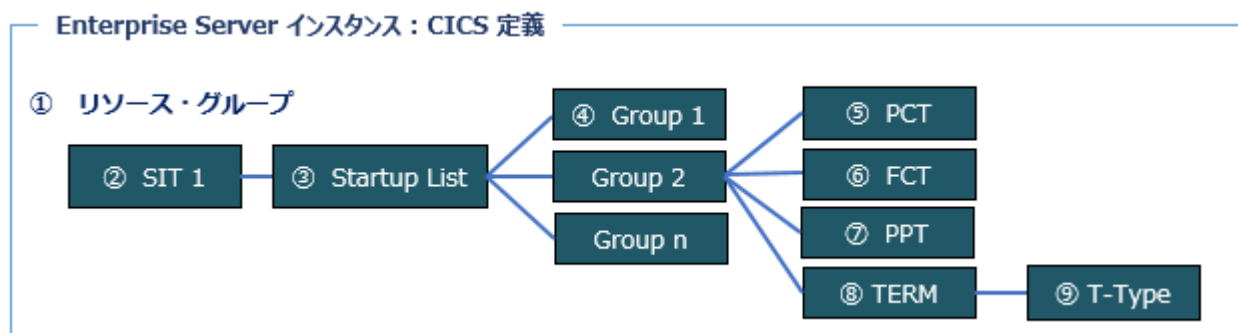 Enterprise Server インスタンス：CICS 定義
① リソース・グループ
② SIT 1
③ Startup List
④ Group 1
Group 2
Group n
⑤ PCT
⑥ FCT
⑦ PPT
⑧ TERM
⑨ T-Type